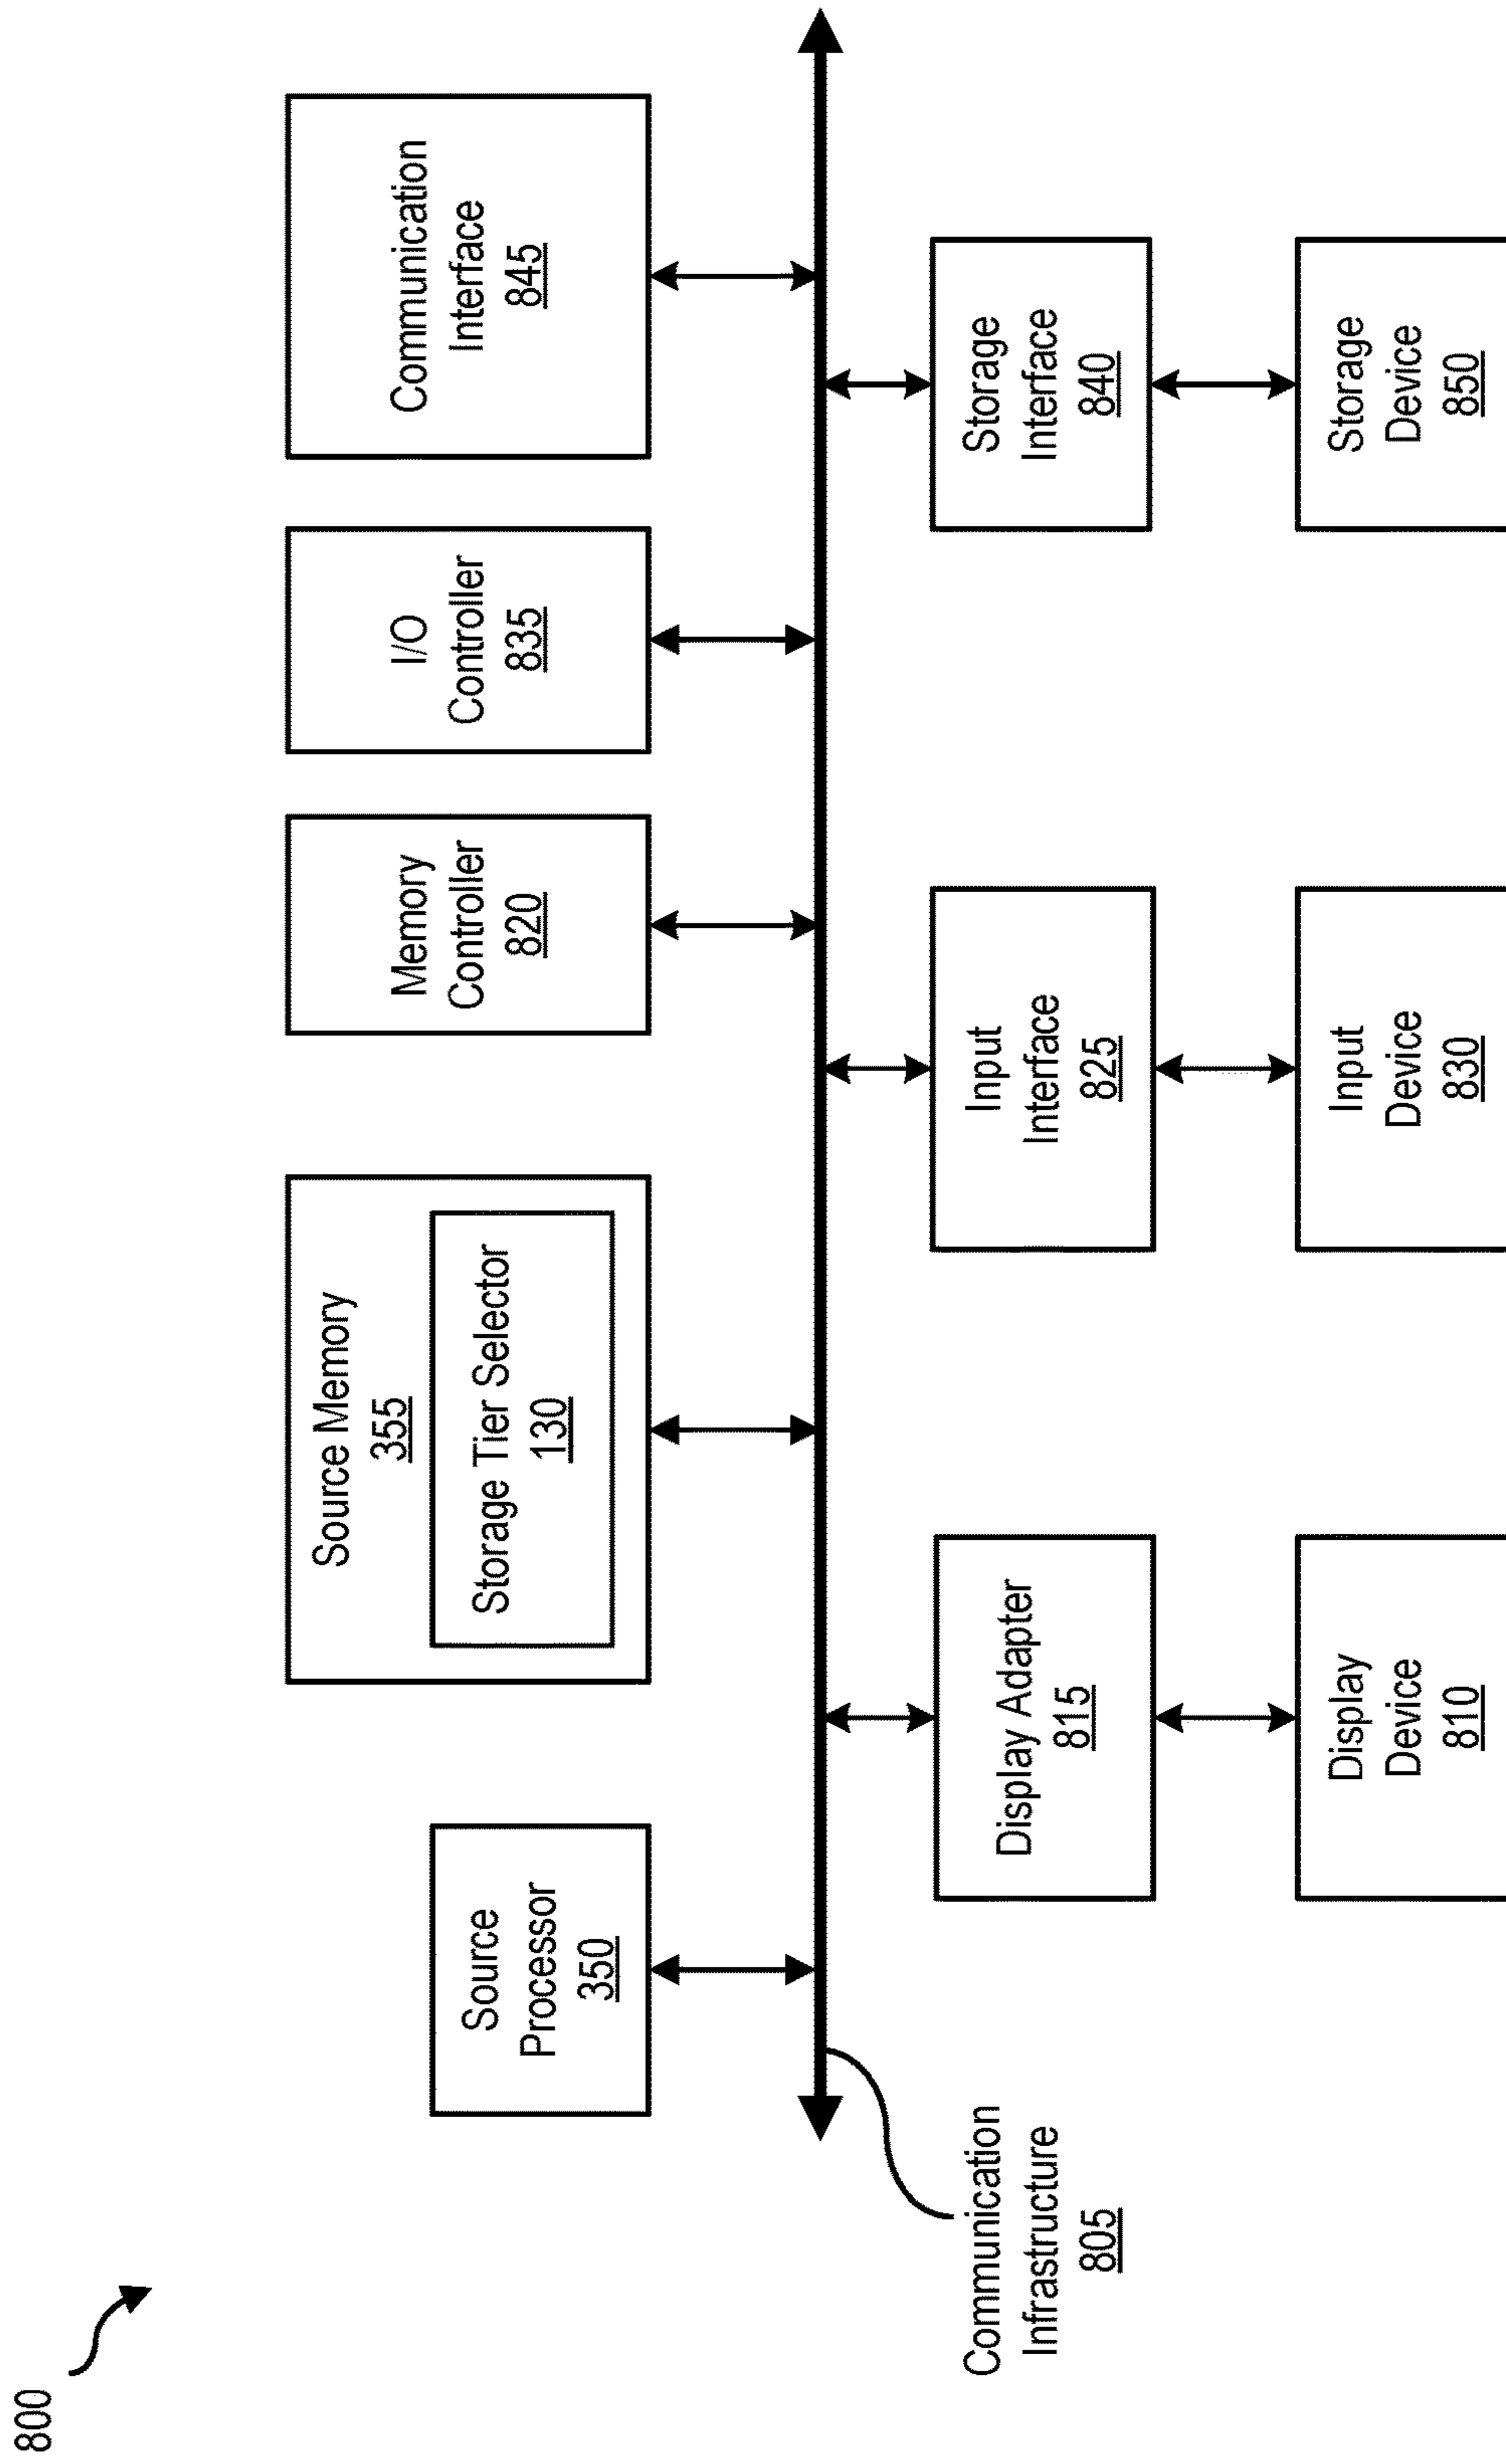 800
Source
Processor
350
Source Memory
355
Storage Tier Selector
130
Memory
Controller
820
I/O
Controller
835
Communication
Interface
845
Communication
Infrastructure
805
Display Adapter
815
Input
Interface
825
Storage
Interface
840
Display
Device
810
Input
Device
830
Storage
Device
850